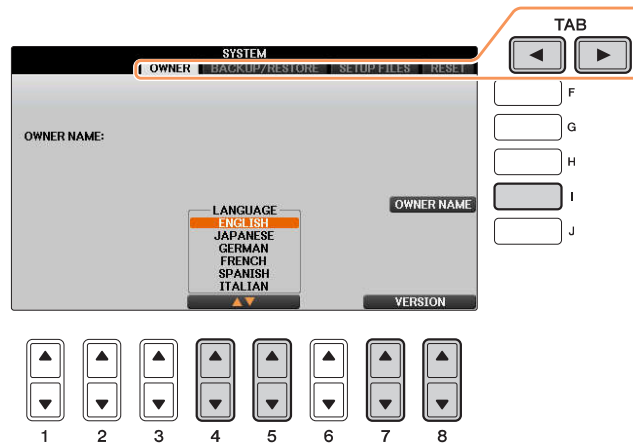 TAB
SYSTEM
OWNER BACKUP/RESTORE SETUP FILES RESET
F
OWNER NAME:
G
H
LANGUAGE
OWNER NAME
I
ENGLISH
JAPANESE
GERMAN
FRENCH
SPANISH
ITALIAN
J
VERSION
1 2 3 4 5 6 7 8